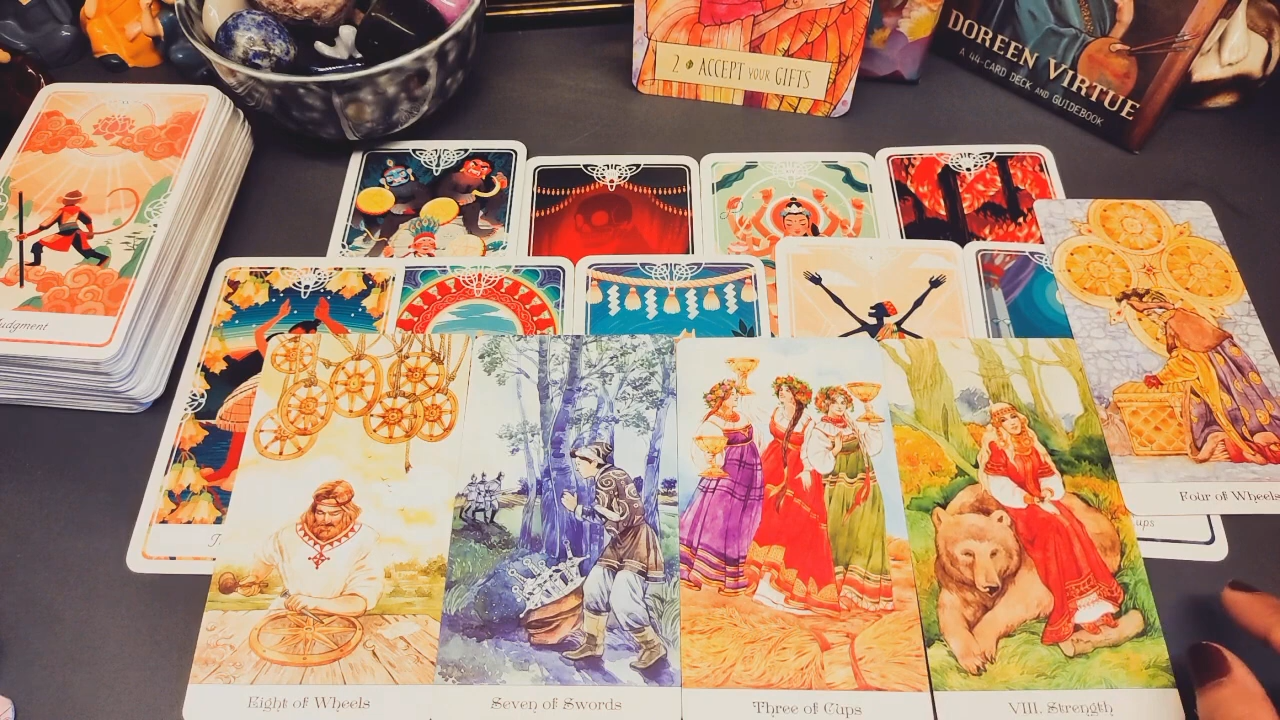 2 ACCEPT YOUR GIFTS
DOREEN VIRTUE
A 44-CARD DECK AND GUIDEBOOK
Judgment
Four of Wheels
Cups
Eight of Wheels
Seven of Swords
Three of Cups
VIII. Strength